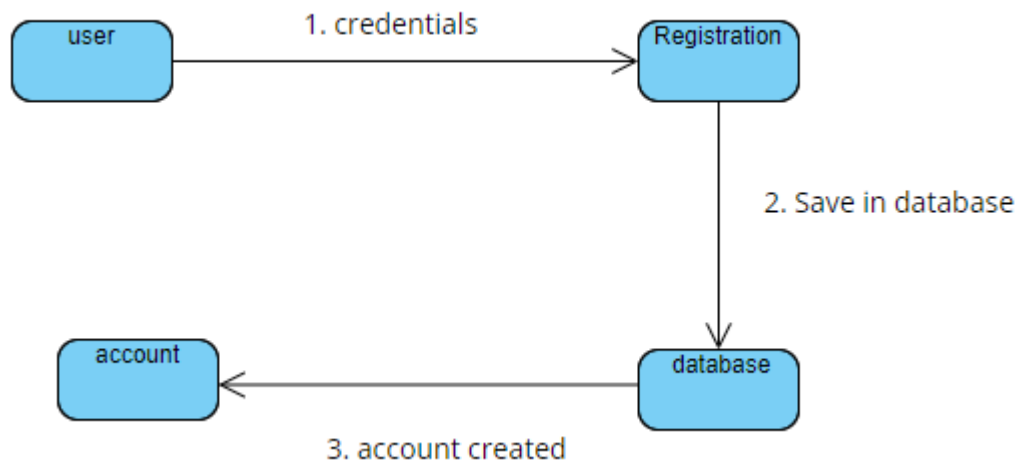 user
1. credentials
Registration
2. Save in database
account
database
3. account created